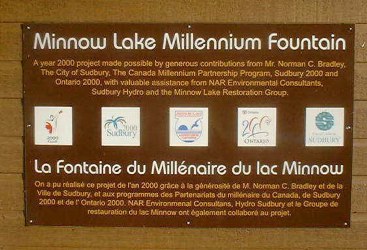 Minnow Lake Millennium Fountain
A year 2000 project made possible by generous contributions from Mr. Norman C. Bradley,
The City of Sudbury, The Canada Millennium Partnership Program, Sudbury 2000 and
Ontario 2000, with valuable assistance from NAR Environmental Consultants,
Sudbury Hydro and the Minnow Lake Restoration Group.
2000
Sudbury
ONTARIO
SUDBURY
La Fontaine du Millénaire du lac Minnow
On a pu réalisé ce projet de l'an 2000 grâce à la générosité de M. Norman C. Bradley et de la
Ville de Sudbury, et aux programmes des Partenariats du millénaire du Canada, de Sudbury
2000 et de l' Ontario 2000. NAR Environmenal Consultans, Hydro Sudbury et le Groupe de
restauration du lac Minnow ont également collaboré au projet.